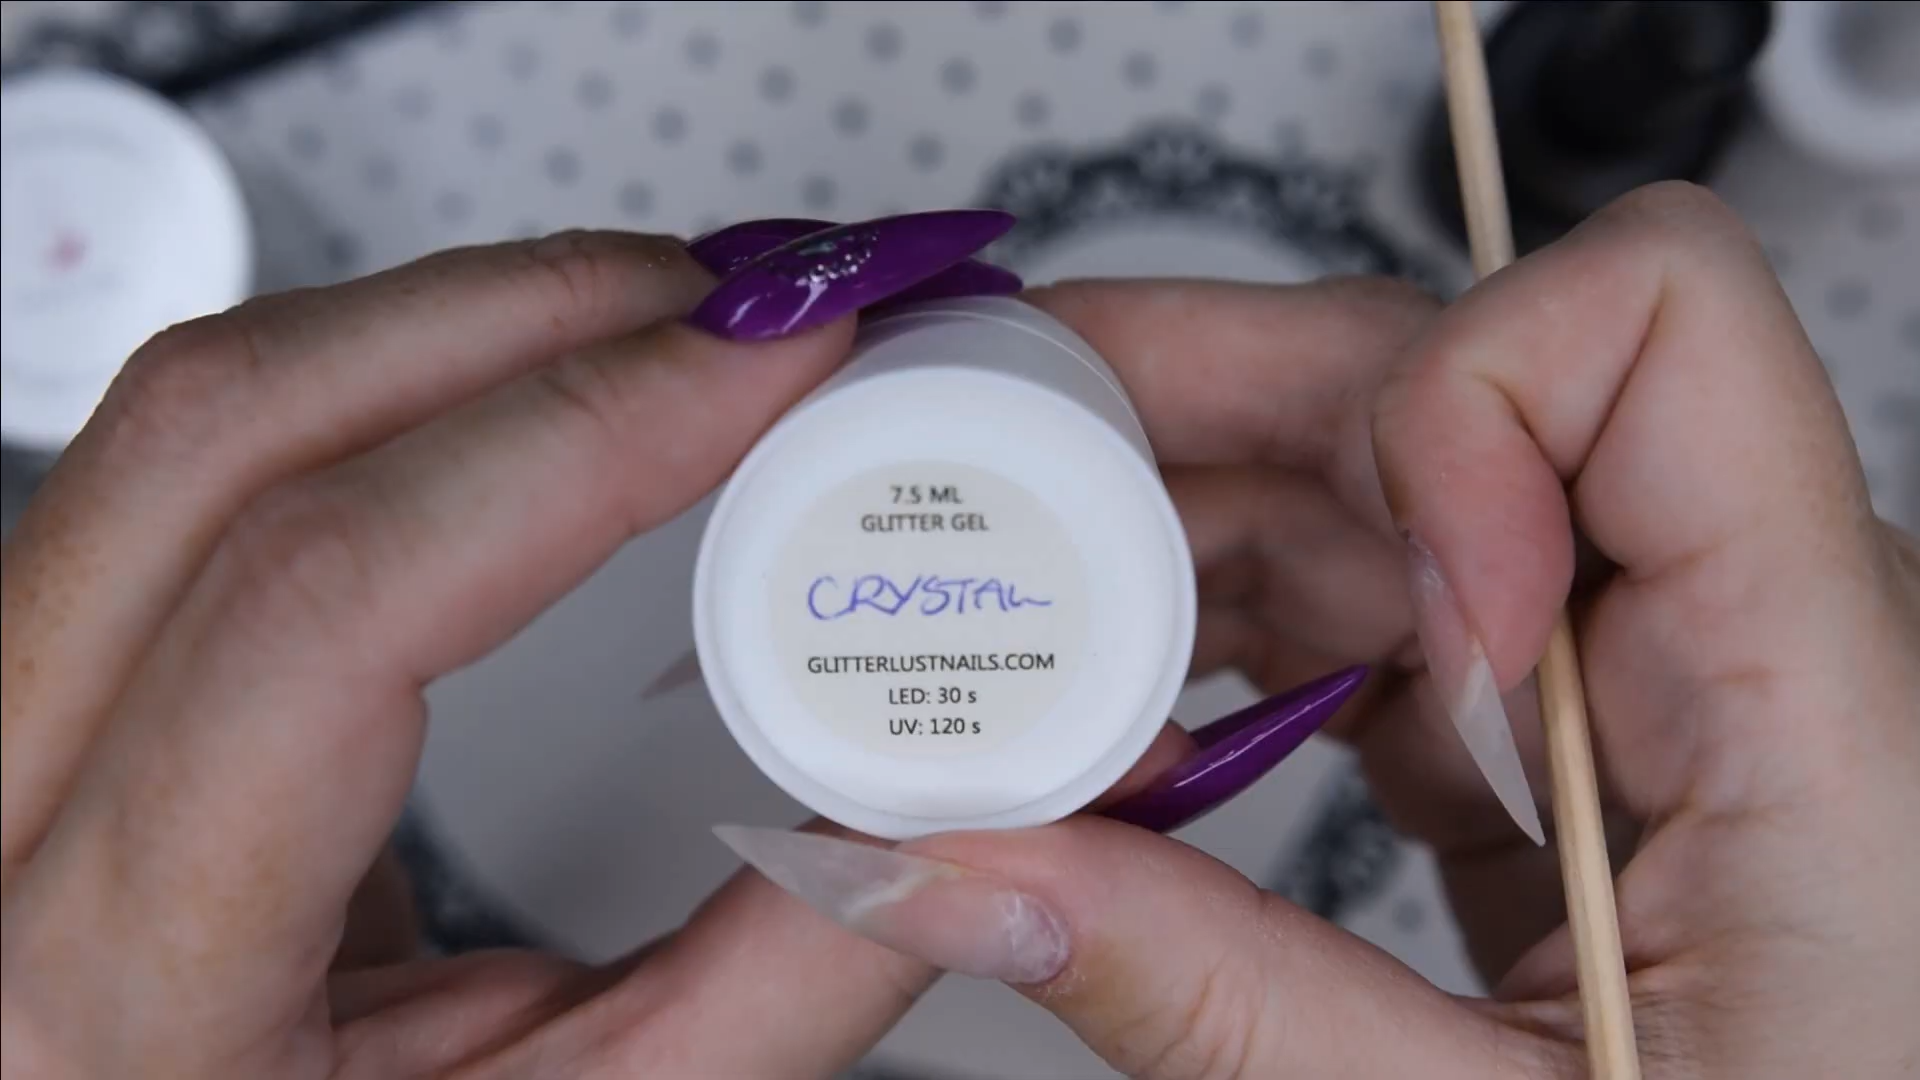 7.5 ML
GLITTER GEL
CRYSTAL
GLITTERLUSTNAILS.COM
LED: 30 s
UV: 120 s